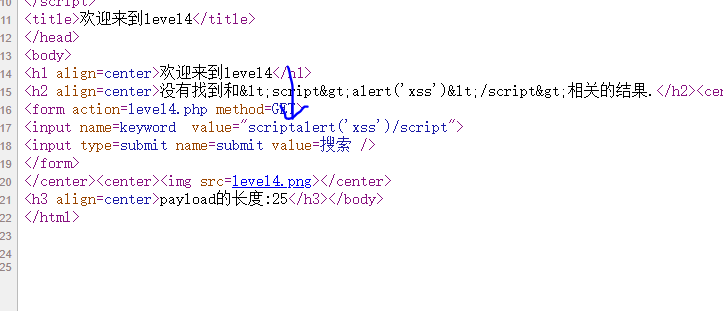 10 </script>
11 <title>欢迎来到level4</title>
12 </head>
13 <body>
14 <h1 align=center>欢迎来到level4</h1>
15 <h2 align=center>没有找到和&lt;script&gt;alert('xss')&lt;/script&gt;相关的结果.</h2><cen
16 <form action=level4.php method=GET>
17 <input name=keyword  value="scriptalert('xss')/script">
18 <input type=submit name=submit value=搜索 />
19 </form>
20 </center><center><img src=level4.png></center>
21 <h3 align=center>payload的长度:25</h3></body>
22 </html>
23
24
25